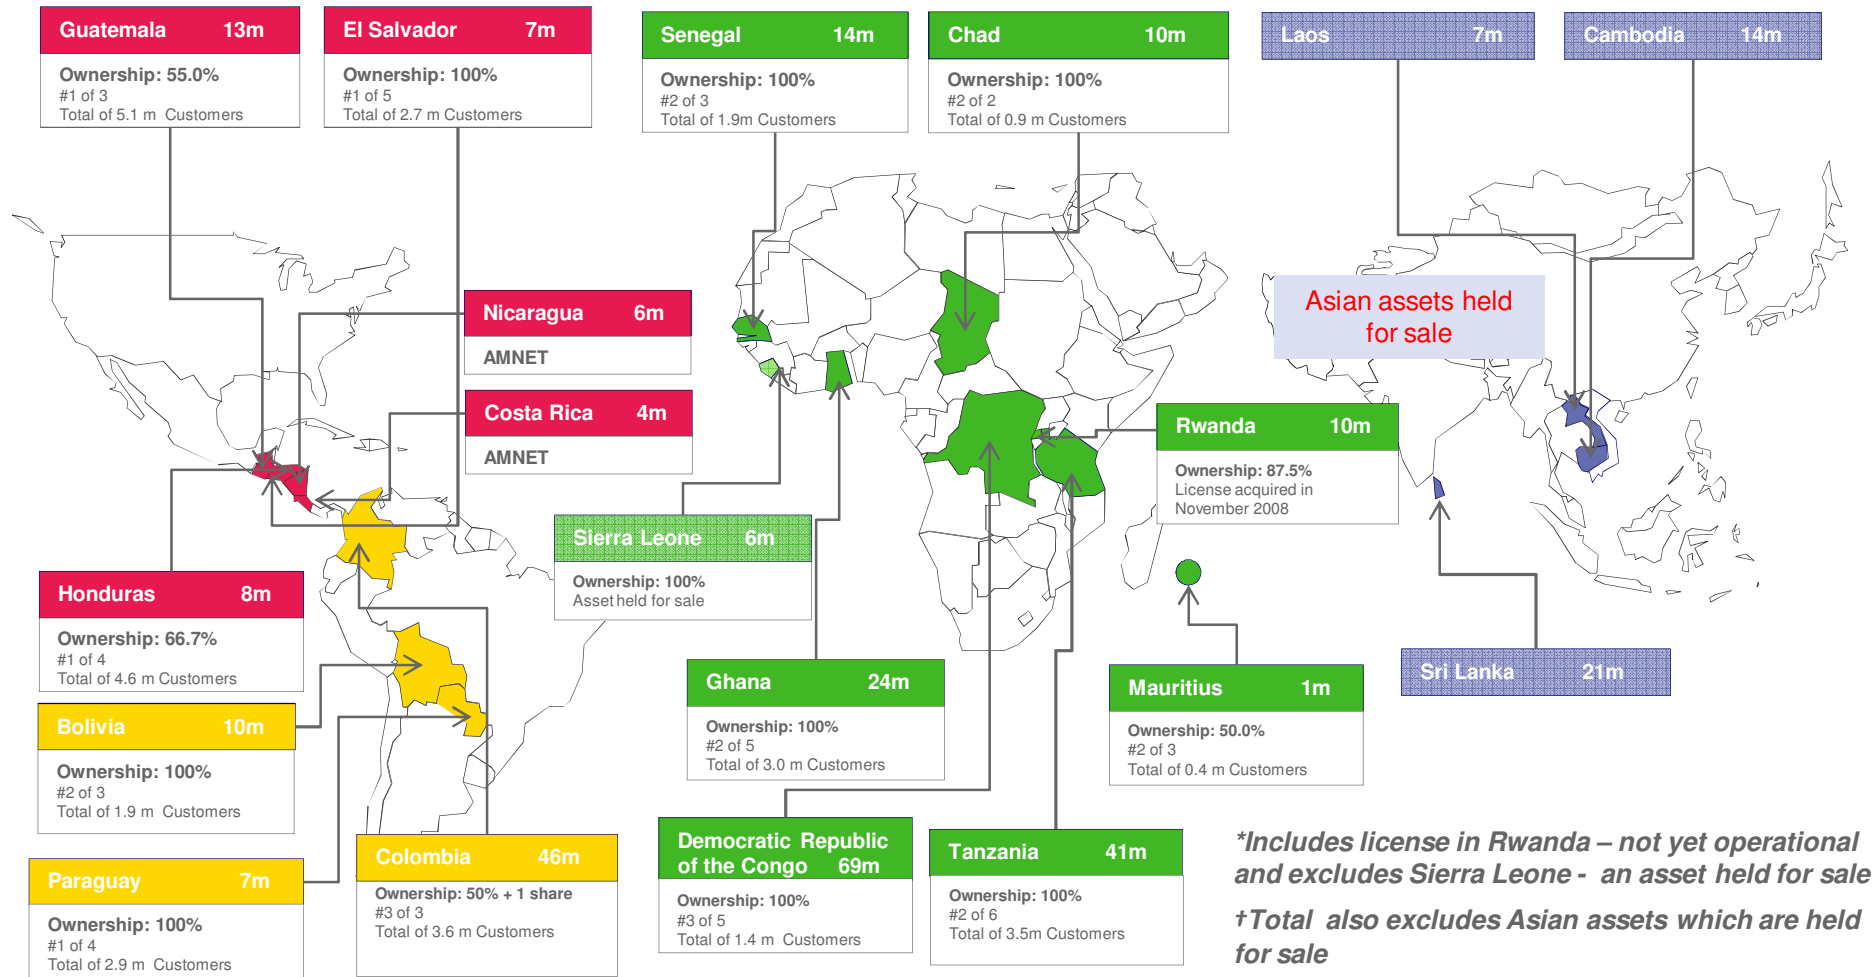 Guatemala 13m
Ownership: 55.0%
#1 of 3
Total of 5.1 m Customers
El Salvador 7m
Ownership: 100%
#1 of 5
Total of 2.7 m Customers
Senegal 14m
Ownership: 100%
#2 of 3
Total of 1.9m Customers
Chad 10m
Ownership: 100%
#2 of 2
Total of 0.9 m Customers
Laos 7m
Cambodia 14m
Asian assets held
for sale
Nicaragua 6m
AMNET
Costa Rica 4m
AMNET
Rwanda 10m
Ownership: 87.5%
License acquired in
November 2008
Sierra Leone 6m
Ownership: 100%
Asset held for sale
Honduras 8m
Ownership: 66.7%
#1 of 4
Total of 4.6 m Customers
Ghana 24m
Ownership: 100%
#2 of 5
Total of 3.0 m Customers
Mauritius 1m
Ownership: 50.0%
#2 of 3
Total of 0.4 m Customers
Sri Lanka 21m
Bolivia 10m
Ownership: 100%
#2 of 3
Total of 1.9 m Customers
Paraguay 7m
Ownership: 100%
#1 of 4
Total of 2.9 m Customers
Colombia 46m
Ownership: 50% + 1 share
#3 of 3
Total of 3.6 m Customers
Democratic Republic
of the Congo 69m
Ownership: 100%
#3 of 5
Total of 1.4 m Customers
Tanzania 41m
Ownership: 100%
#2 of 6
Total of 3.5m Customers
*Includes license in Rwanda – not yet operational
and excludes Sierra Leone - an asset held for sale
†Total also excludes Asian assets which are held
for sale